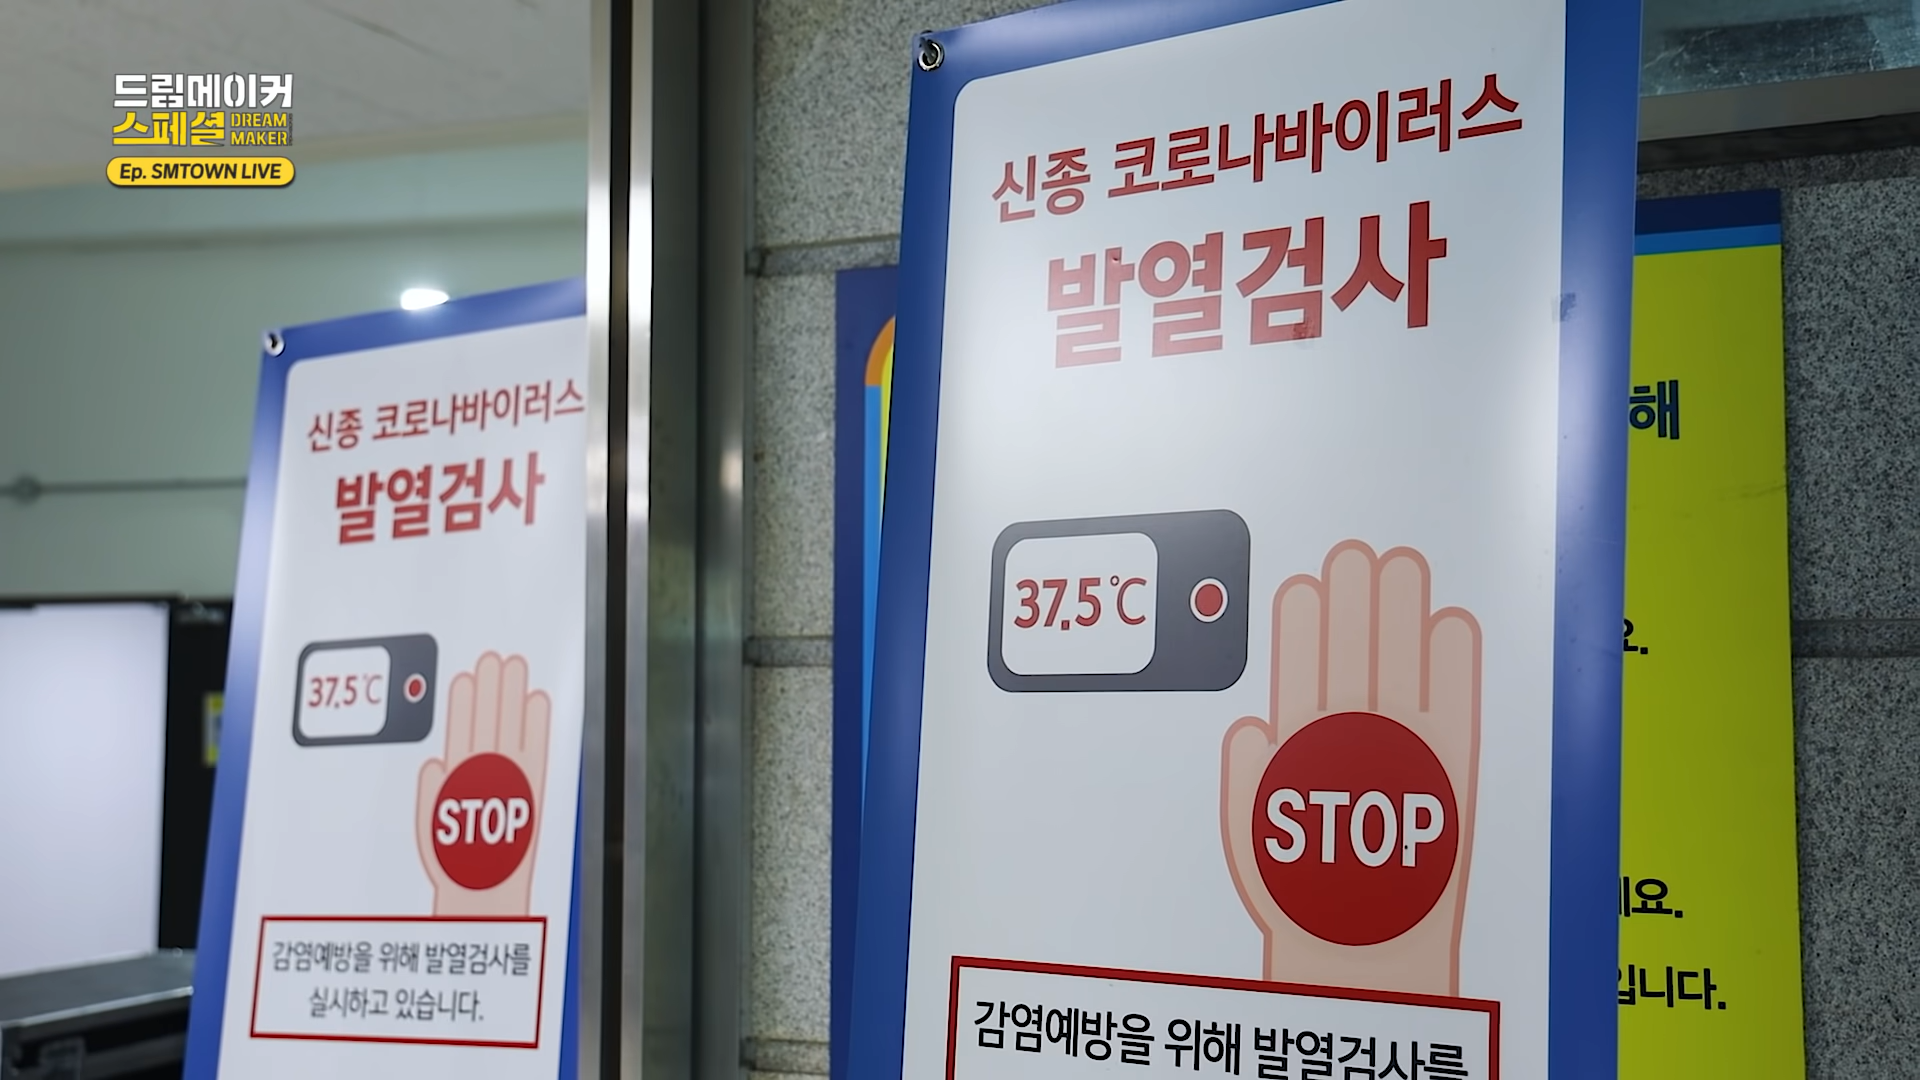 드림메이커
스페셜 DREAM MAKER
Ep. SMTOWN LIVE
신종 코로나바이러스
발열검사
37.5℃
STOP
감염예방을 위해 발열검사를
실시하고 있습니다.
신종 코로나바이러스
발열검사
37.5℃
STOP
감염예방을 위해 발열검사를
해
요.
세요.
입니다.